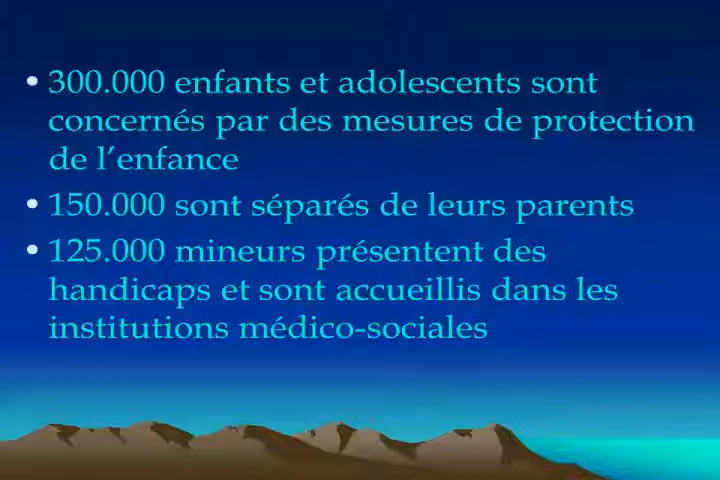 • 300.000 enfants et adolescents sont
concernés par des mesures de protection
de l’enfance
• 150.000 sont séparés de leurs parents
• 125.000 mineurs présentent des
handicaps et sont accueillis dans les
institutions médico-sociales